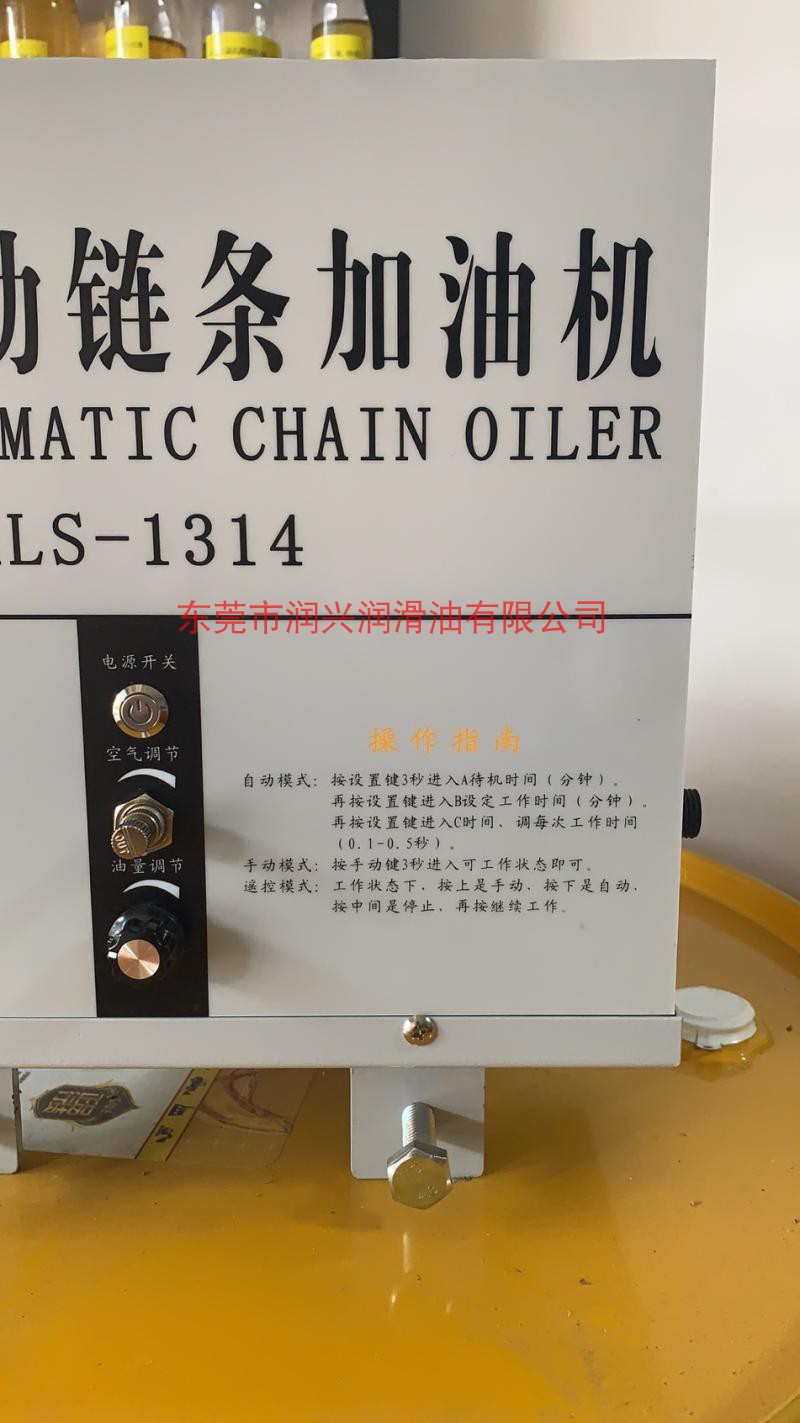 动链条加油机
MATIC CHAIN OILER
LS-1314
东莞市润兴润滑油有限公司
电源开关
空气调节
OUT
油量调节
操作指南
自动模式：按设置键3秒进入A待机时间（分钟）。
再按设置键进入B设定工作时间（分钟）。
再按设置键进入C时间、调每次工作时间
（0.1-0.5秒）。
手动模式：按手动键3秒进入可工作状态即可。
遥控模式：工作状态下，按上是手动，按下是自动，
按中间是停止，再按继续工作。